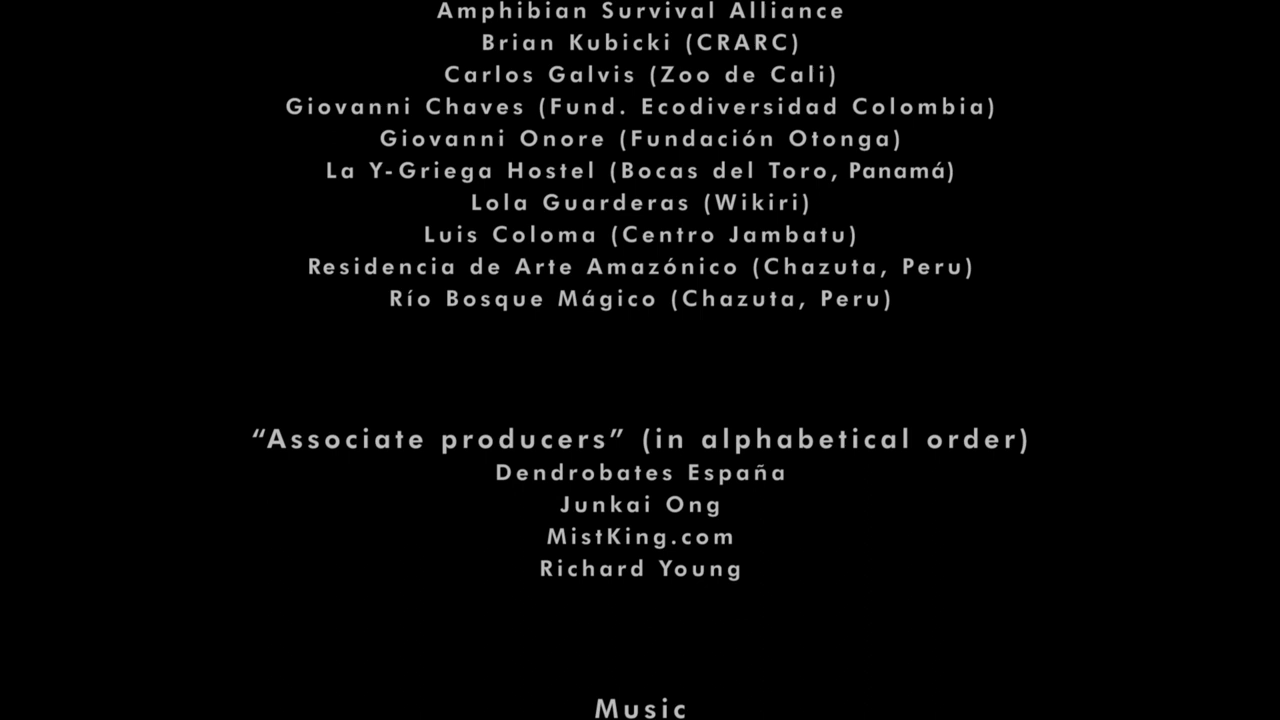 Amphibian Survival Alliance
Brian Kubicki (CRARC)
Carlos Galvis (Zoo de Cali)
Giovanni Chaves (Fund. Ecodiversidad Colombia)
Giovanni Onore (Fundación Otonga)
La Y-Griega Hostel (Bocas del Toro, Panamá)
Lola Guarderas (Wikiri)
Luis Coloma (Centro Jambatu)
Residencia de Arte Amazónico (Chazuta, Peru)
Río Bosque Mágico (Chazuta, Peru)
“Associate producers” (in alphabetical order)
Dendrobates España
Junkai Ong
MistKing.com
Richard Young
Music